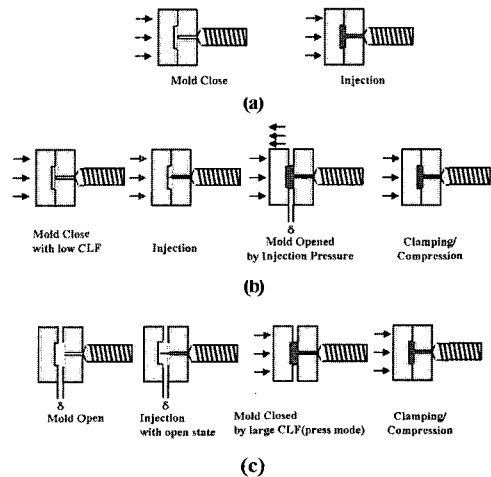 Mold Close
Injection
(a)
δ
Mold Close
with low CLF
Injection
Mold Opened
by Injection Pressure
Clamping/
Compression
(b)
δ
δ
Mold Open
Injection
with open state
Mold Closed
by large CLF(press mode)
Clamping/
Compression
(c)